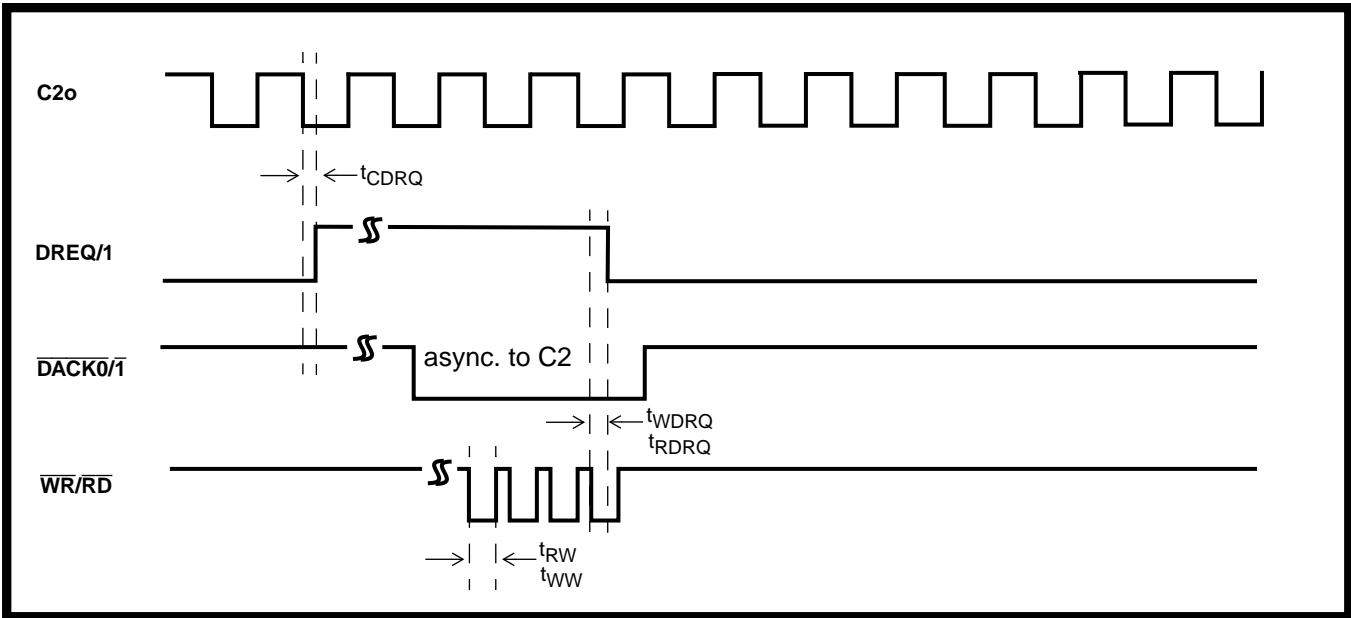 C2o
tCDRQ
DREQ/1
DACK0/1
async. to C2
tWDRQ
tRDRQ
WR/RD
tRW
tWW